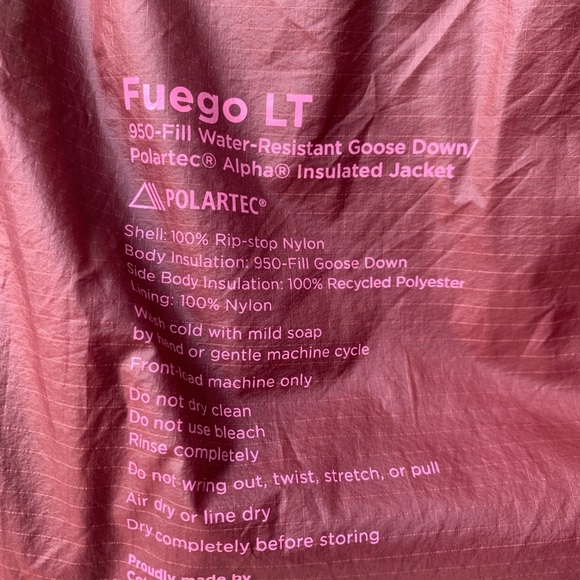 Fuego LT
950-Fill Water-Resistant Goose Down/
Polartec® Alpha® Insulated Jacket
POLARTEC®
Shell: 100% Rip-stop Nylon
Body Insulation: 950-Fill Goose Down
Side Body Insulation: 100% Recycled Polyester
Lining: 100% Nylon
Wash cold with mild soap
by hand or gentle machine cycle
Front-load machine only
Do not dry clean
Do not use bleach
Rinse completely
Do not wring out, twist, stretch, or pull
Air dry or line dry
Dry completely before storing
Proudly made by